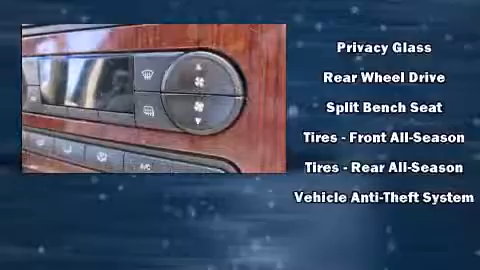 Privacy Glass
Rear Wheel Drive
Split Bench Seat
Tires - Front All-Season
Tires - Rear All-Season
Vehicle Anti-Theft System
A/C